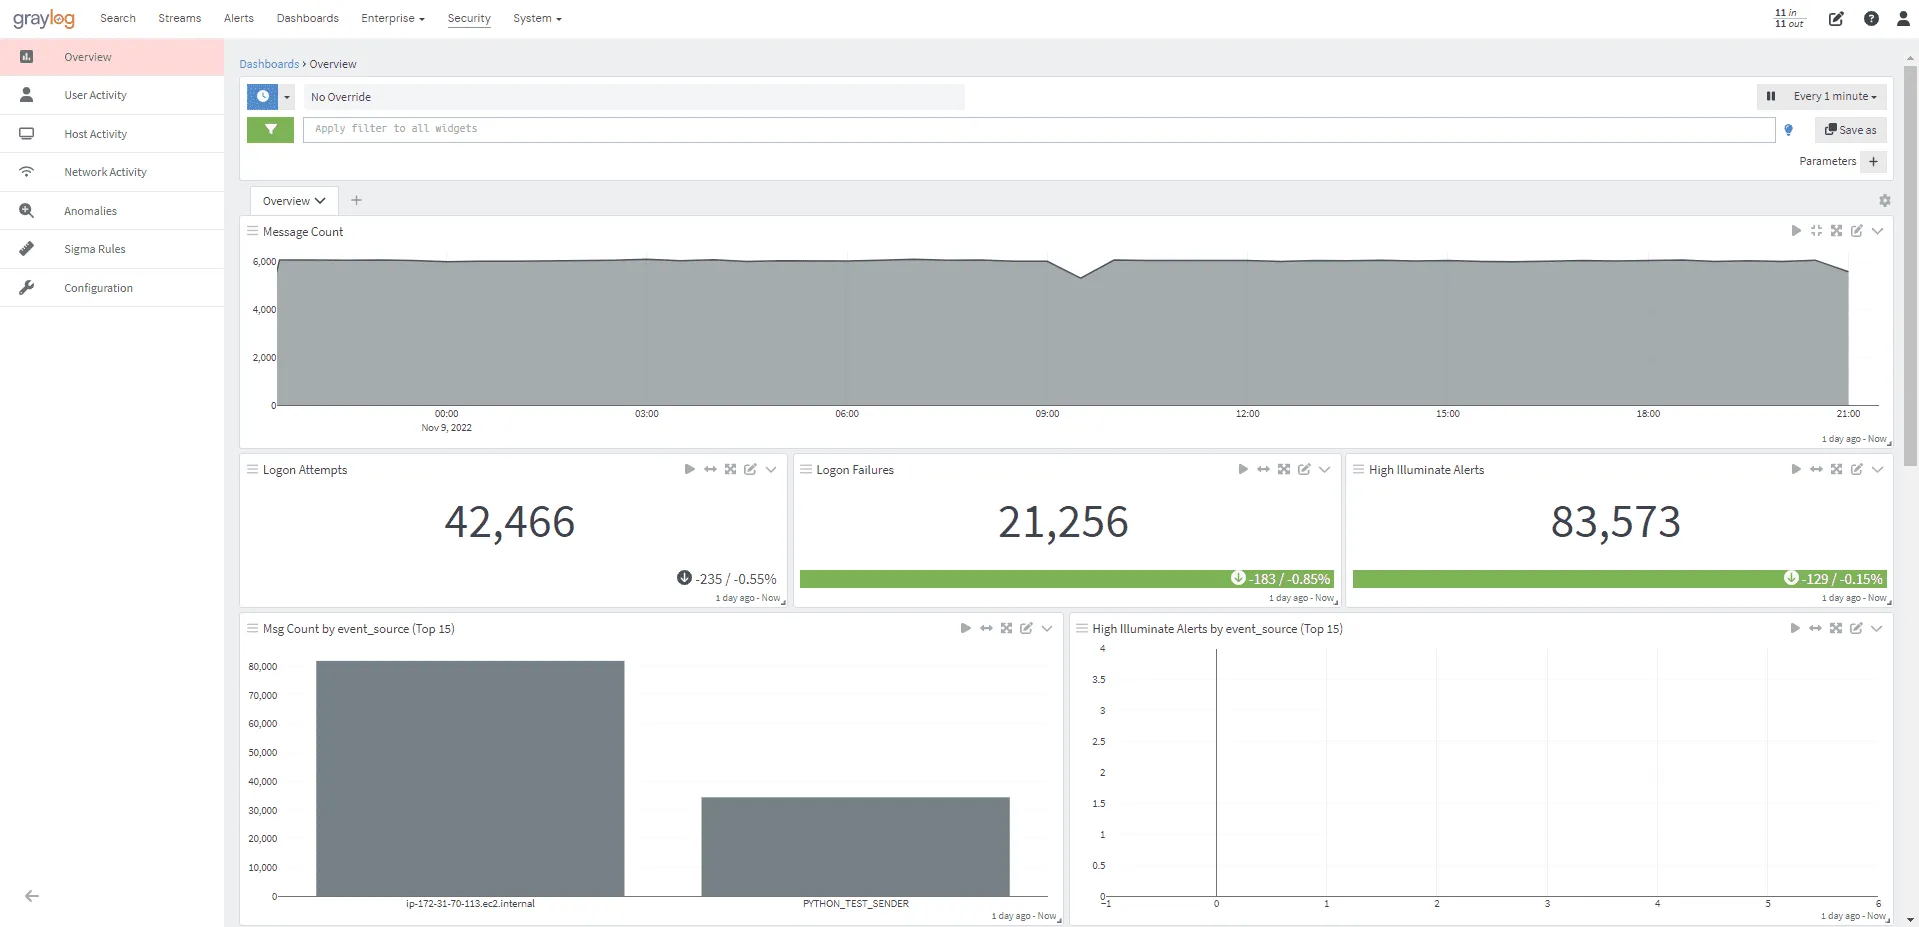 graylog
Search Streams Alerts Dashboards Enterprise Security System
11 in
11 out
Overview
User Activity
Host Activity
Network Activity
Anomalies
Sigma Rules
Configuration
Dashboards › Overview
No Override
Every 1 minute
Apply filter to all widgets
Save as
Parameters +
Overview +
Message Count
6,000
4,000
2,000
0
00:00 03:00 06:00 09:00 12:00 15:00 18:00 21:00
Nov 9, 2022
1 day ago - Now
Logon Attempts
42,466
-235 / -0.55%
1 day ago - Now
Logon Failures
21,256
-183 / -0.85%
1 day ago - Now
High Illuminate Alerts
83,573
-129 / -0.15%
1 day ago - Now
Msg Count by event_source (Top 15)
80,000
70,000
60,000
50,000
40,000
30,000
20,000
10,000
0
ip-172-31-70-113.ec2.internal PYTHON_TEST_SENDER
1 day ago - Now
High Illuminate Alerts by event_source (Top 15)
4
3.5
3
2.5
2
1.5
1
0.5
0
−1 0 1 2 3 4 5 6
1 day ago - Now